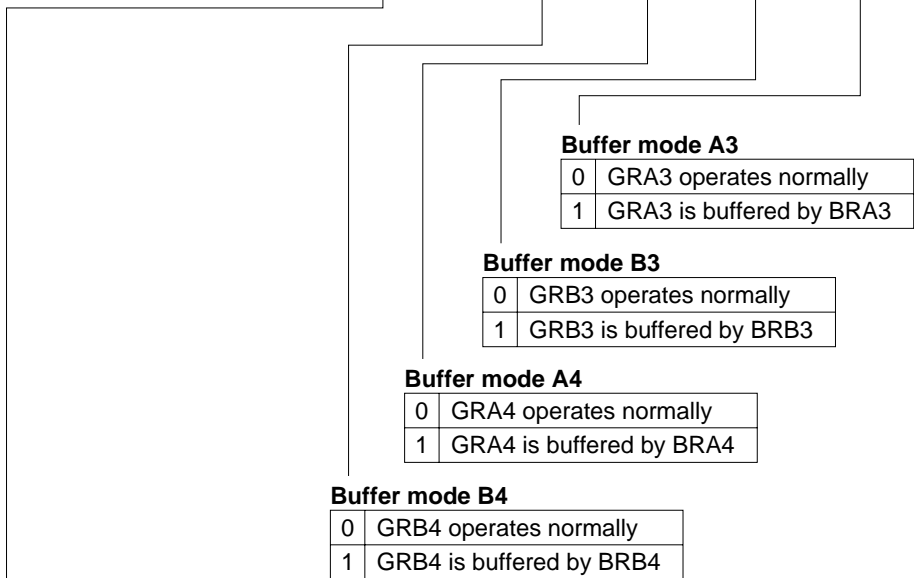 Buffer mode A3
0 GRA3 operates normally
1 GRA3 is buffered by BRA3
Buffer mode B3
0 GRB3 operates normally
1 GRB3 is buffered by BRB3
Buffer mode A4
0 GRA4 operates normally
1 GRA4 is buffered by BRA4
Buffer mode B4
0 GRB4 operates normally
1 GRB4 is buffered by BRB4